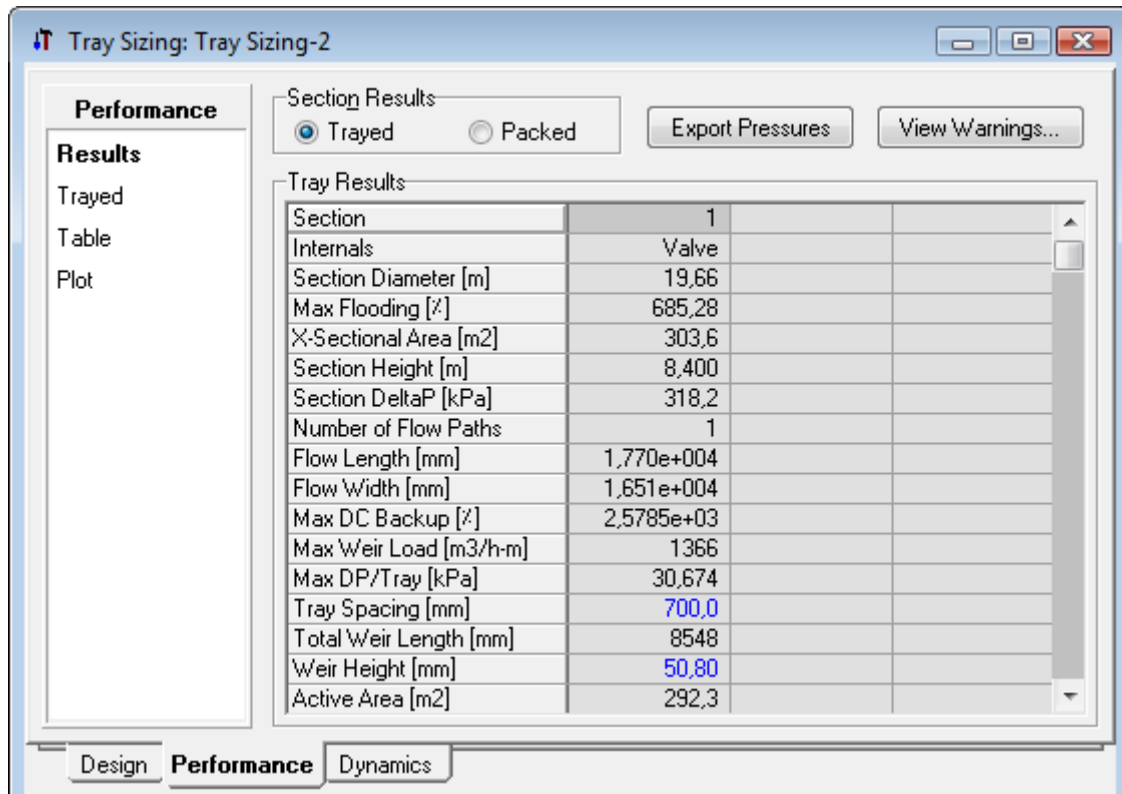 Tray Sizing: Tray Sizing-2
Performance
Results
Trayed
Table
Plot
Section Results
Trayed Packed
Export Pressures
View Warnings...
Tray Results
Section 1
Internals Valve
Section Diameter [m] 19,66
Max Flooding [%] 685,28
X-Sectional Area [m2] 303,6
Section Height [m] 8,400
Section DeltaP [kPa] 318,2
Number of Flow Paths 1
Flow Length [mm] 1,770e+004
Flow Width [mm] 1,651e+004
Max DC Backup [%] 2,5785e+03
Max Weir Load [m3/h-m] 1366
Max DP/Tray [kPa] 30,674
Tray Spacing [mm] 700,0
Total Weir Length [mm] 8548
Weir Height [mm] 50,80
Active Area [m2] 292,3
Design Performance Dynamics